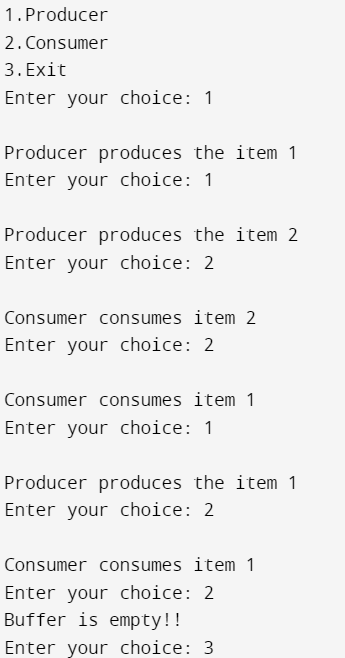 1.Producer
2.Consumer
3.Exit
Enter your choice: 1
Producer produces the item 1
Enter your choice: 1
Producer produces the item 2
Enter your choice: 2
Consumer consumes item 2
Enter your choice: 2
Consumer consumes item 1
Enter your choice: 1
Producer produces the item 1
Enter your choice: 2
Consumer consumes item 1
Enter your choice: 2
Buffer is empty!!
Enter your choice: 3